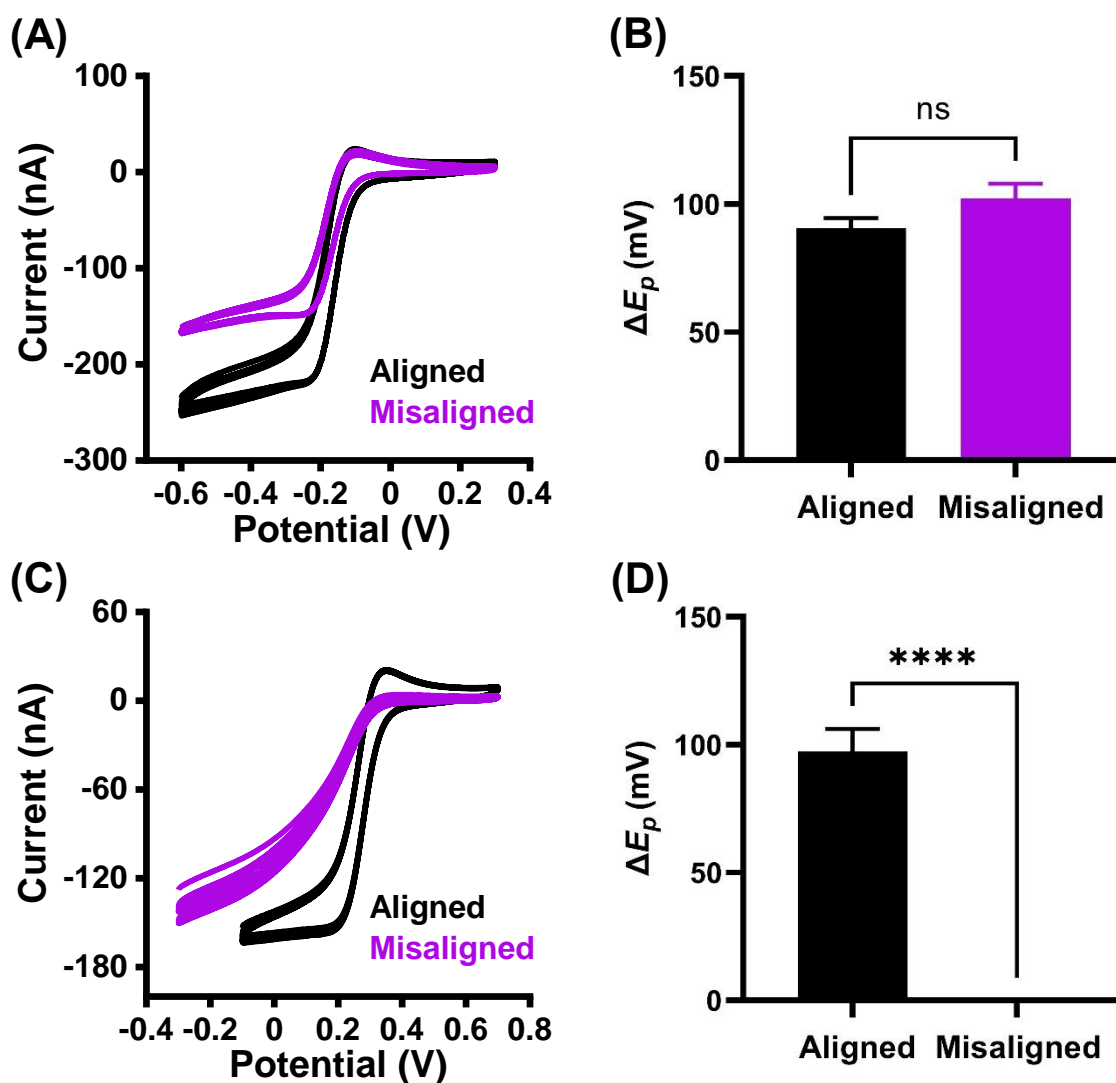 (A)
100
0
-100
-200
-300
Current (nA)
Aligned
Misaligned
-0.6 -0.4 -0.2 0 0.2 0.4
Potential (V)
(B)
150
100
50
0
ΔEp (mV)
ns
Aligned Misaligned
(C)
60
0
-60
-120
-180
Current (nA)
Aligned
Misaligned
-0.4 -0.2 0 0.2 0.4 0.6 0.8
Potential (V)
(D)
150
100
50
0
ΔEp (mV)
****
Aligned Misaligned